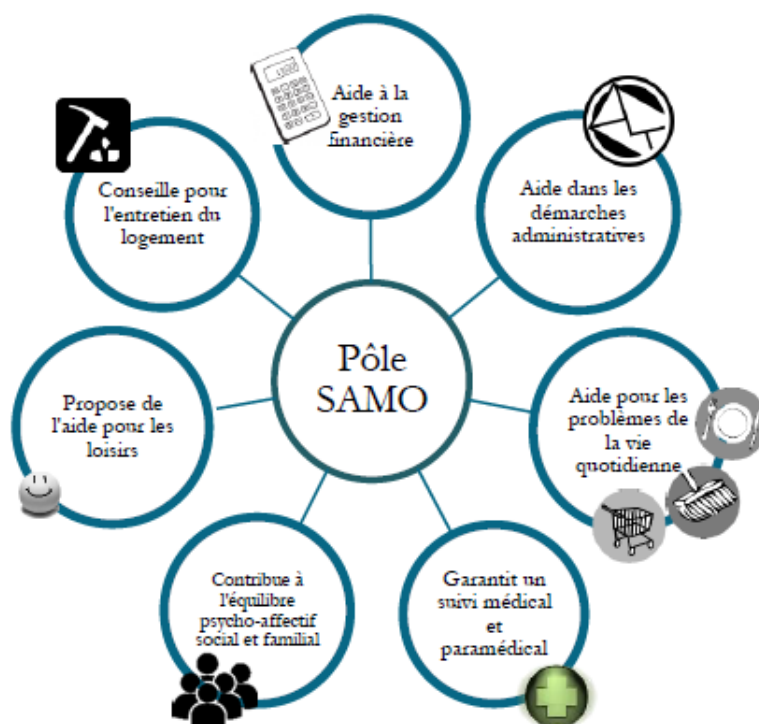 Aide à la
gestion
financière
Aide dans les
démarches
administratives
Aide pour les
problèmes de
la vie
quotidienne
Garantit un
suivi médical
et
paramédical
Contribue à
l'équilibre
psycho-affectif
social et familial
Propose de
l'aide pour les
loisirs
Conseille pour
l'entretien du
logement
Pôle
SAMO